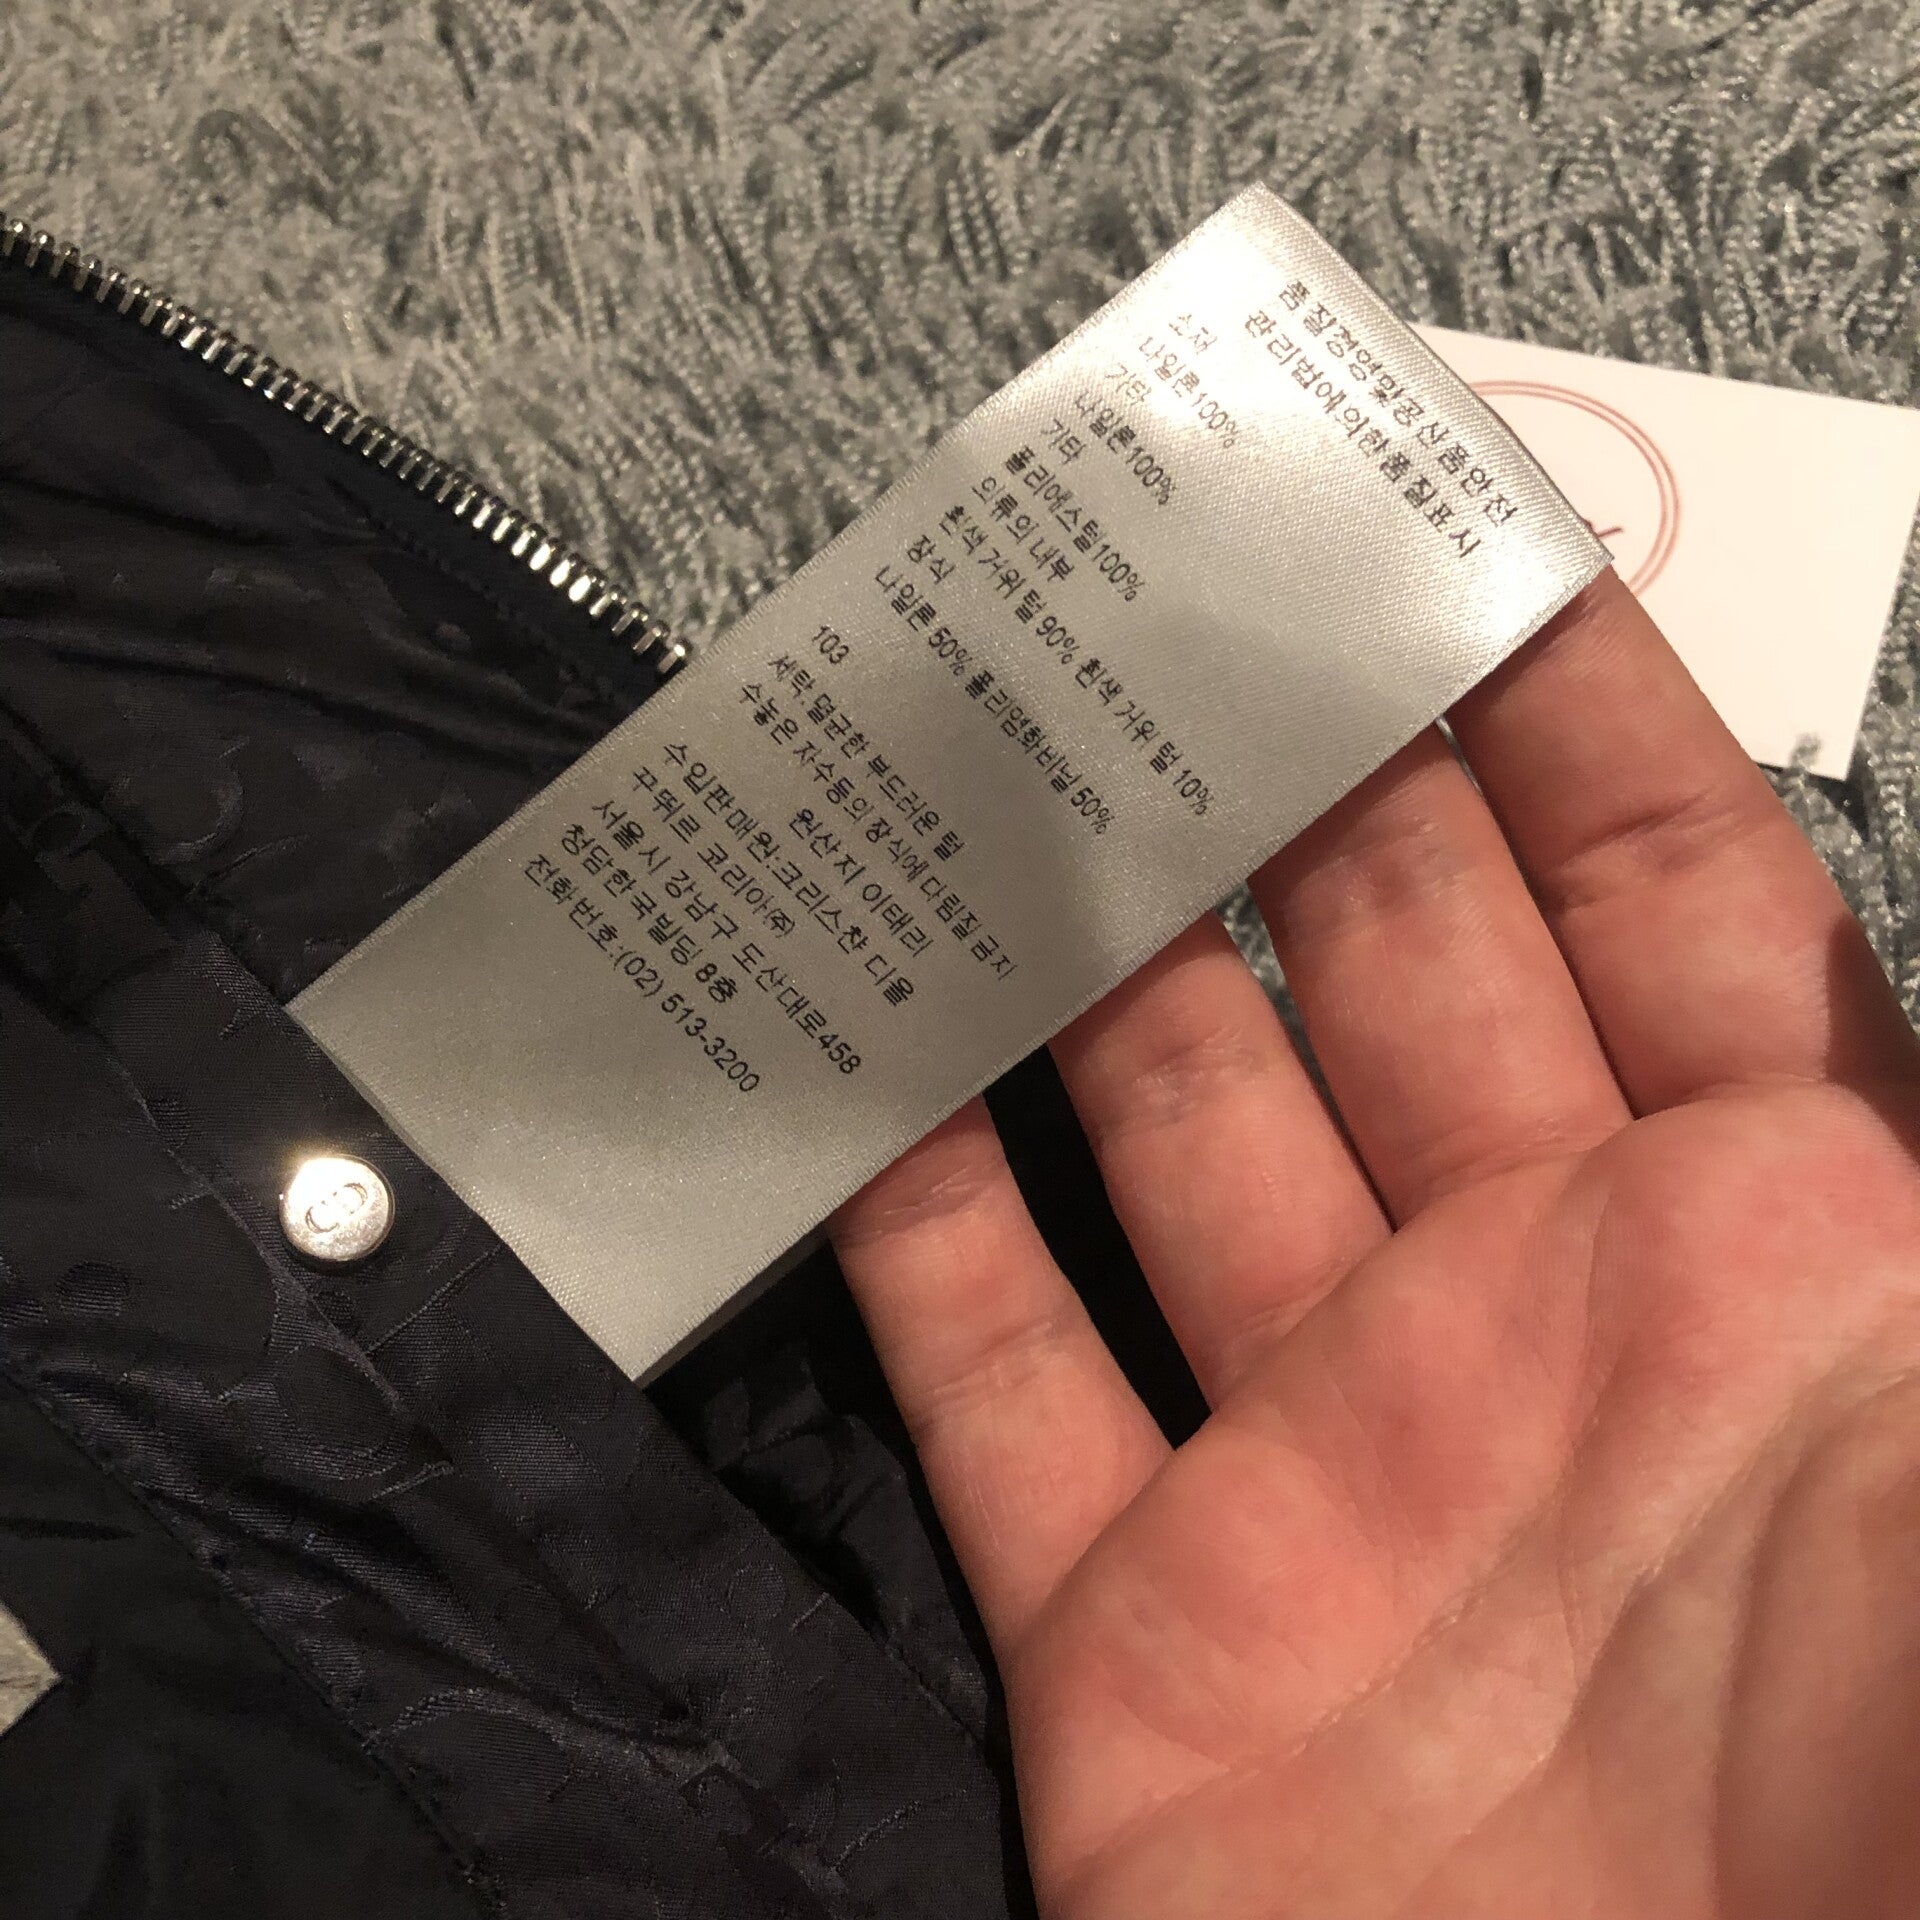 품질경영및공산품안전
관리법에의한품질표시
소재
나일론100%
기타
나일론100%
기타
폴리에스털100%
의류의 내부
흰색 거위 털 90% 흰색 거위 털 10%
장식
나일론 50% 폴리염화비닐 50%
103
세탁,멸균한 부드러운 털
수놓은 자수등의 장식에 다림질 금지
원산지 이태리
수입판매원:크리스챤 디올
꾸뛰르 코리아㈜
서울시 강남구 도산대로458
청담한국빌딩 8층
전화번호:(02) 513-3200
CD